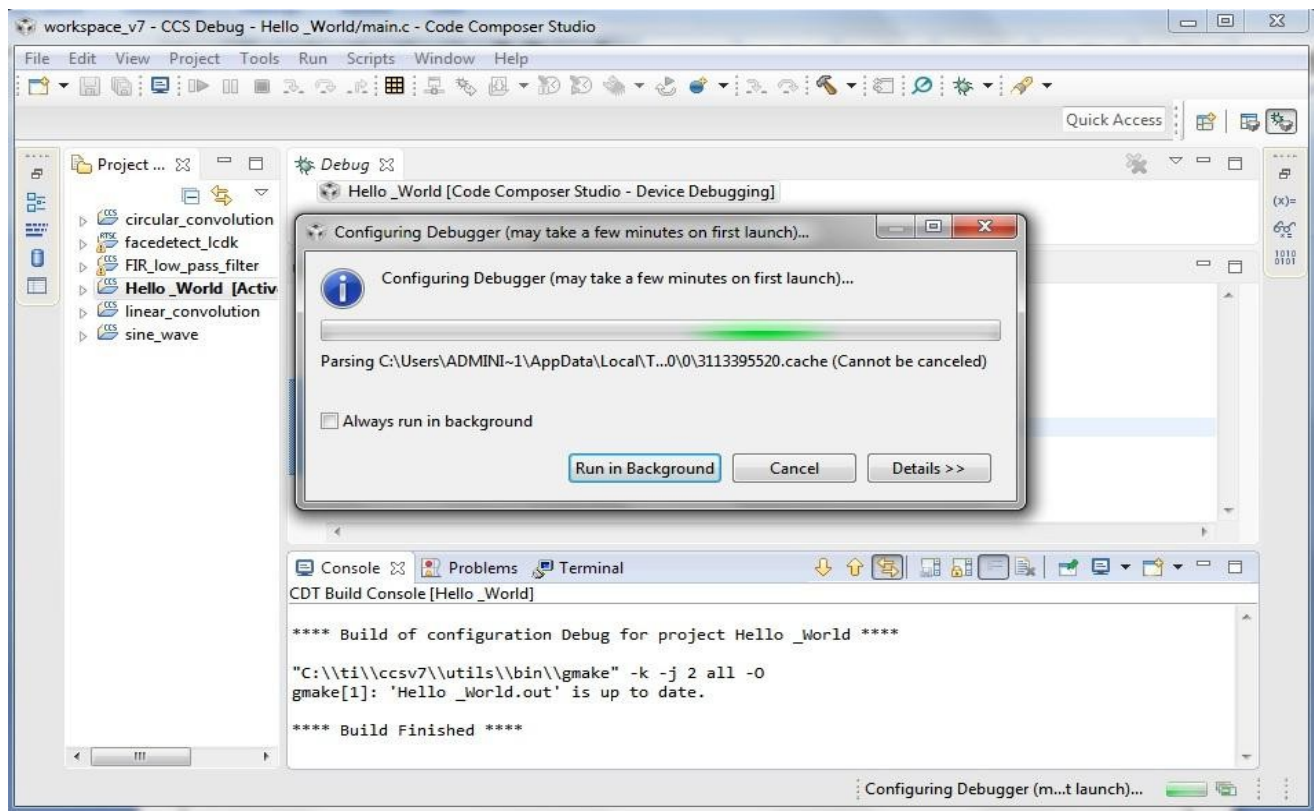 workspace_v7 - CCS Debug - Hello _World/main.c - Code Composer Studio
File Edit View Project Tools Run Scripts Window Help
Quick Access
Project ...
Debug
Hello _World [Code Composer Studio - Device Debugging]
circular_convolution
facedetect_lcdk
FIR_low_pass_filter
Hello _World [Activ
linear_convolution
sine_wave
Configuring Debugger (may take a few minutes on first launch)...
Configuring Debugger (may take a few minutes on first launch)...
Parsing C:\Users\ADMINI~1\AppData\Local\T...0\0\3113395520.cache (Cannot be canceled)
Always run in background
Run in Background Cancel Details >>
(x)=
1010
0101
Console Problems Terminal
CDT Build Console [Hello _World]
**** Build of configuration Debug for project Hello _World ****
"C:\\ti\\ccsv7\\utils\\bin\\gmake" -k -j 2 all -O
gmake[1]: 'Hello _World.out' is up to date.
**** Build Finished ****
Configuring Debugger (m...t launch)...